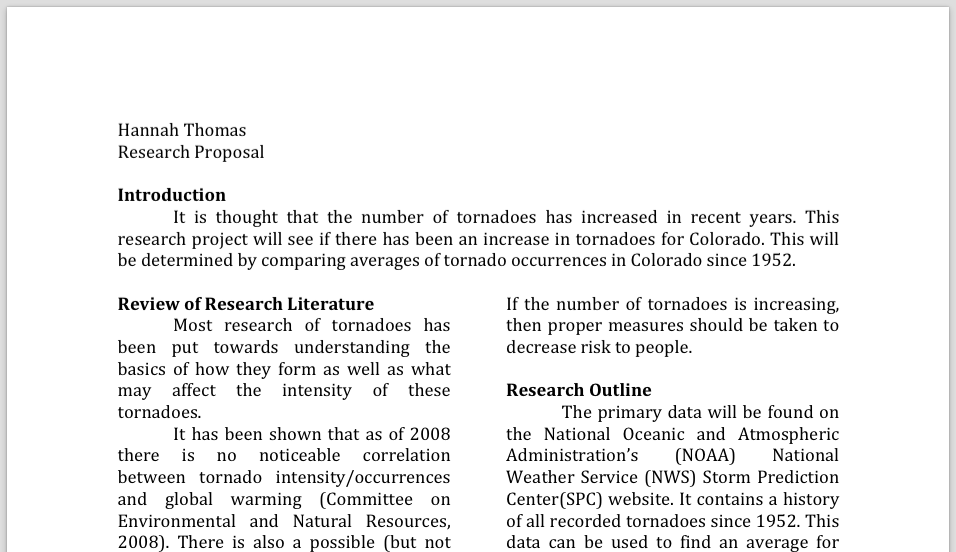 Hannah Thomas
Research Proposal
Introduction
It is thought that the number of tornadoes has increased in recent years. This
research project will see if there has been an increase in tornadoes for Colorado. This will
be determined by comparing averages of tornado occurrences in Colorado since 1952.
Review of Research Literature
Most research of tornadoes has
been put towards understanding the
basics of how they form as well as what
may affect the intensity of these
tornadoes.
It has been shown that as of 2008
there is no noticeable correlation
between tornado intensity/occurrences
and global warming (Committee on
Environmental and Natural Resources,
2008). There is also a possible (but not
If the number of tornadoes is increasing,
then proper measures should be taken to
decrease risk to people.
Research Outline
The primary data will be found on
the National Oceanic and Atmospheric
Administration’s (NOAA) National
Weather Service (NWS) Storm Prediction
Center(SPC) website. It contains a history
of all recorded tornadoes since 1952. This
data can be used to find an average for